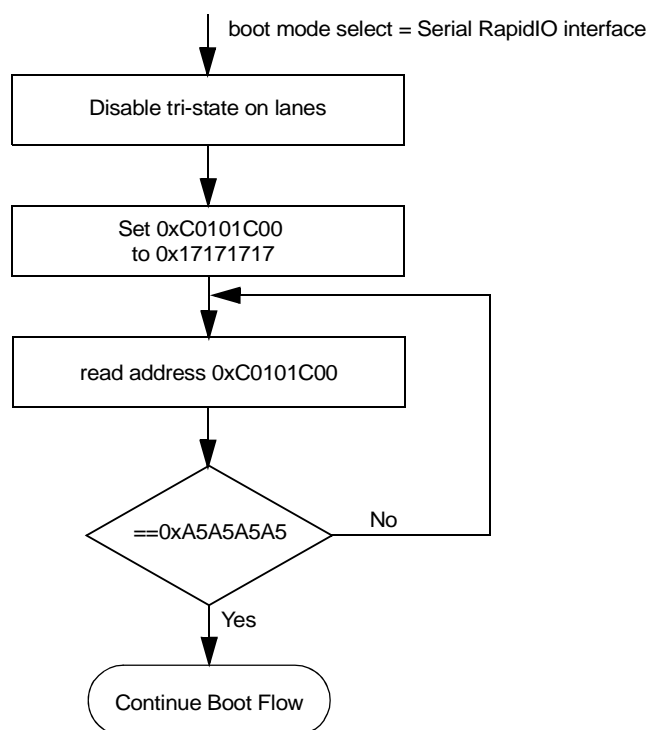 boot mode select = Serial RapidIO interface
Disable tri-state on lanes
Set 0xC0101C00
to 0x17171717
read address 0xC0101C00
==0xA5A5A5A5
No
Yes
Continue Boot Flow